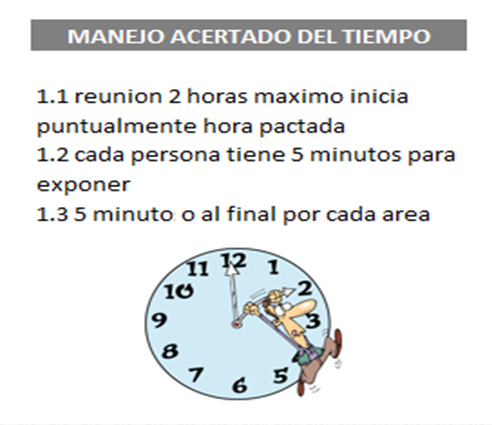 MANEJO ACERTADO DEL TIEMPO
1.1 reunion 2 horas maximo inicia
puntualmente hora pactada
1.2 cada persona tiene 5 minutos para
exponer
1.3 5 minuto o al final por cada area
12
11 1
10 2
9 3
8
7 5
6